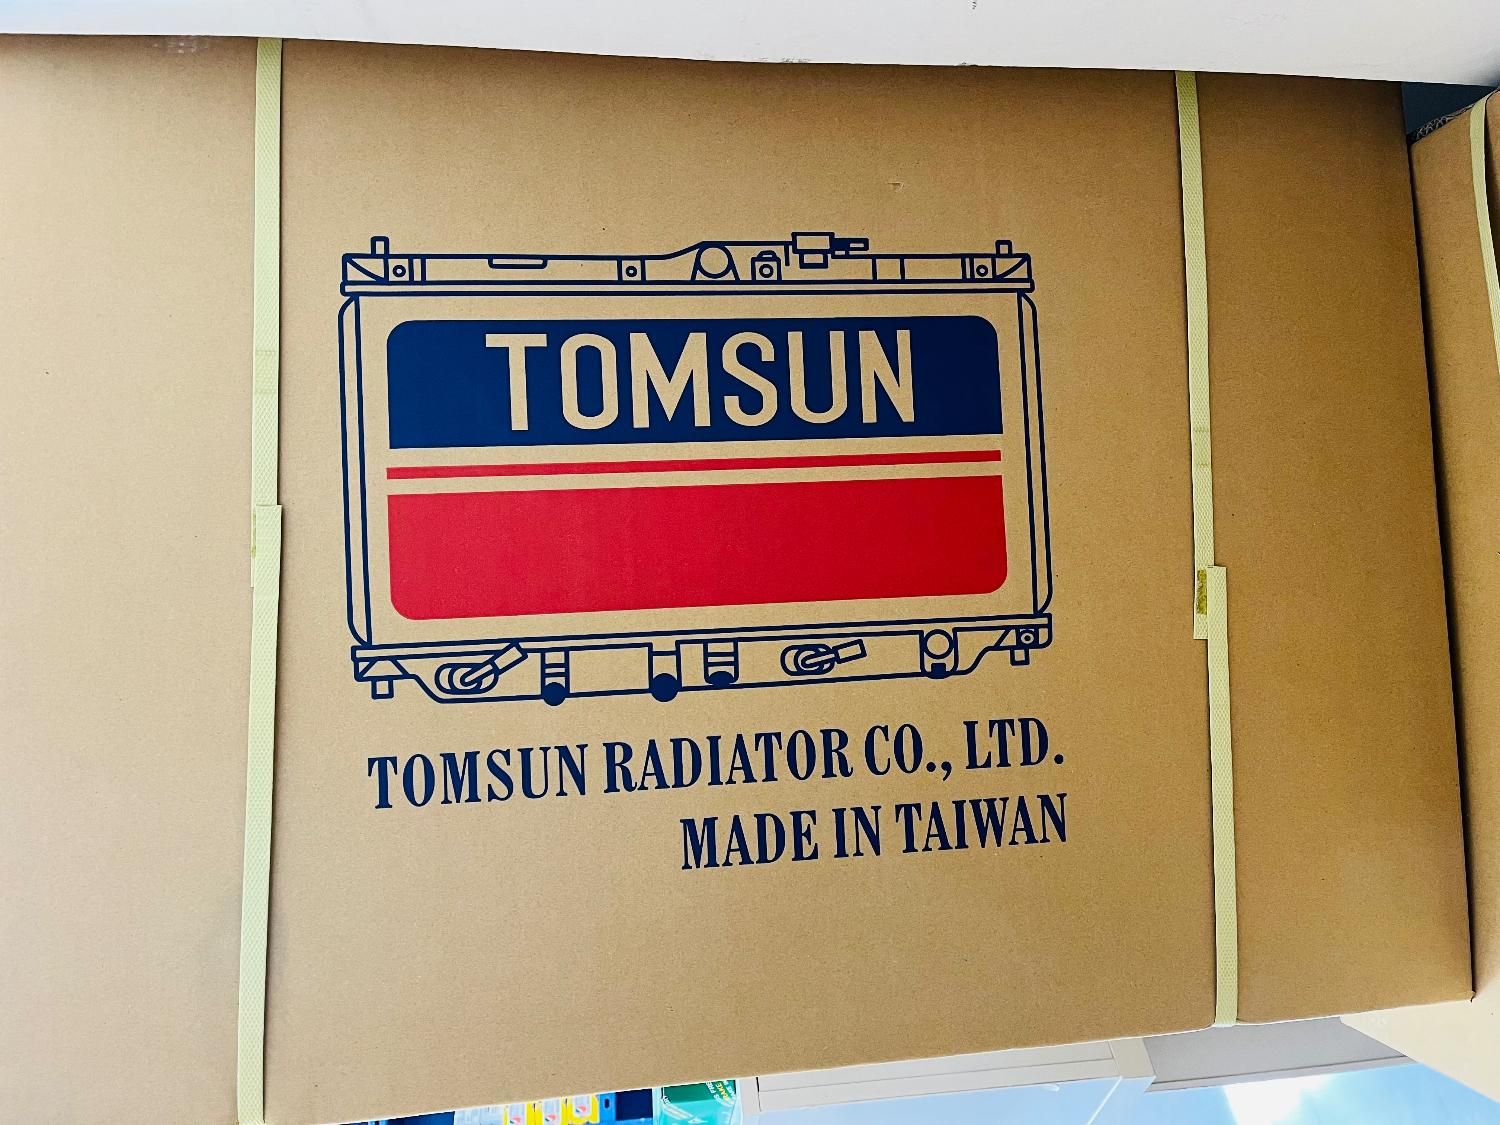 TOMSUN
TOMSUN RADIATOR CO., LTD.
MADE IN TAIWAN